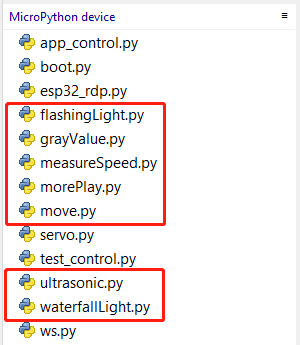 MicroPython device
app_control.py
boot.py
esp32_rdp.py
flashingLight.py
grayValue.py
measureSpeed.py
morePlay.py
move.py
servo.py
test_control.py
ultrasonic.py
waterfallLight.py
ws.py